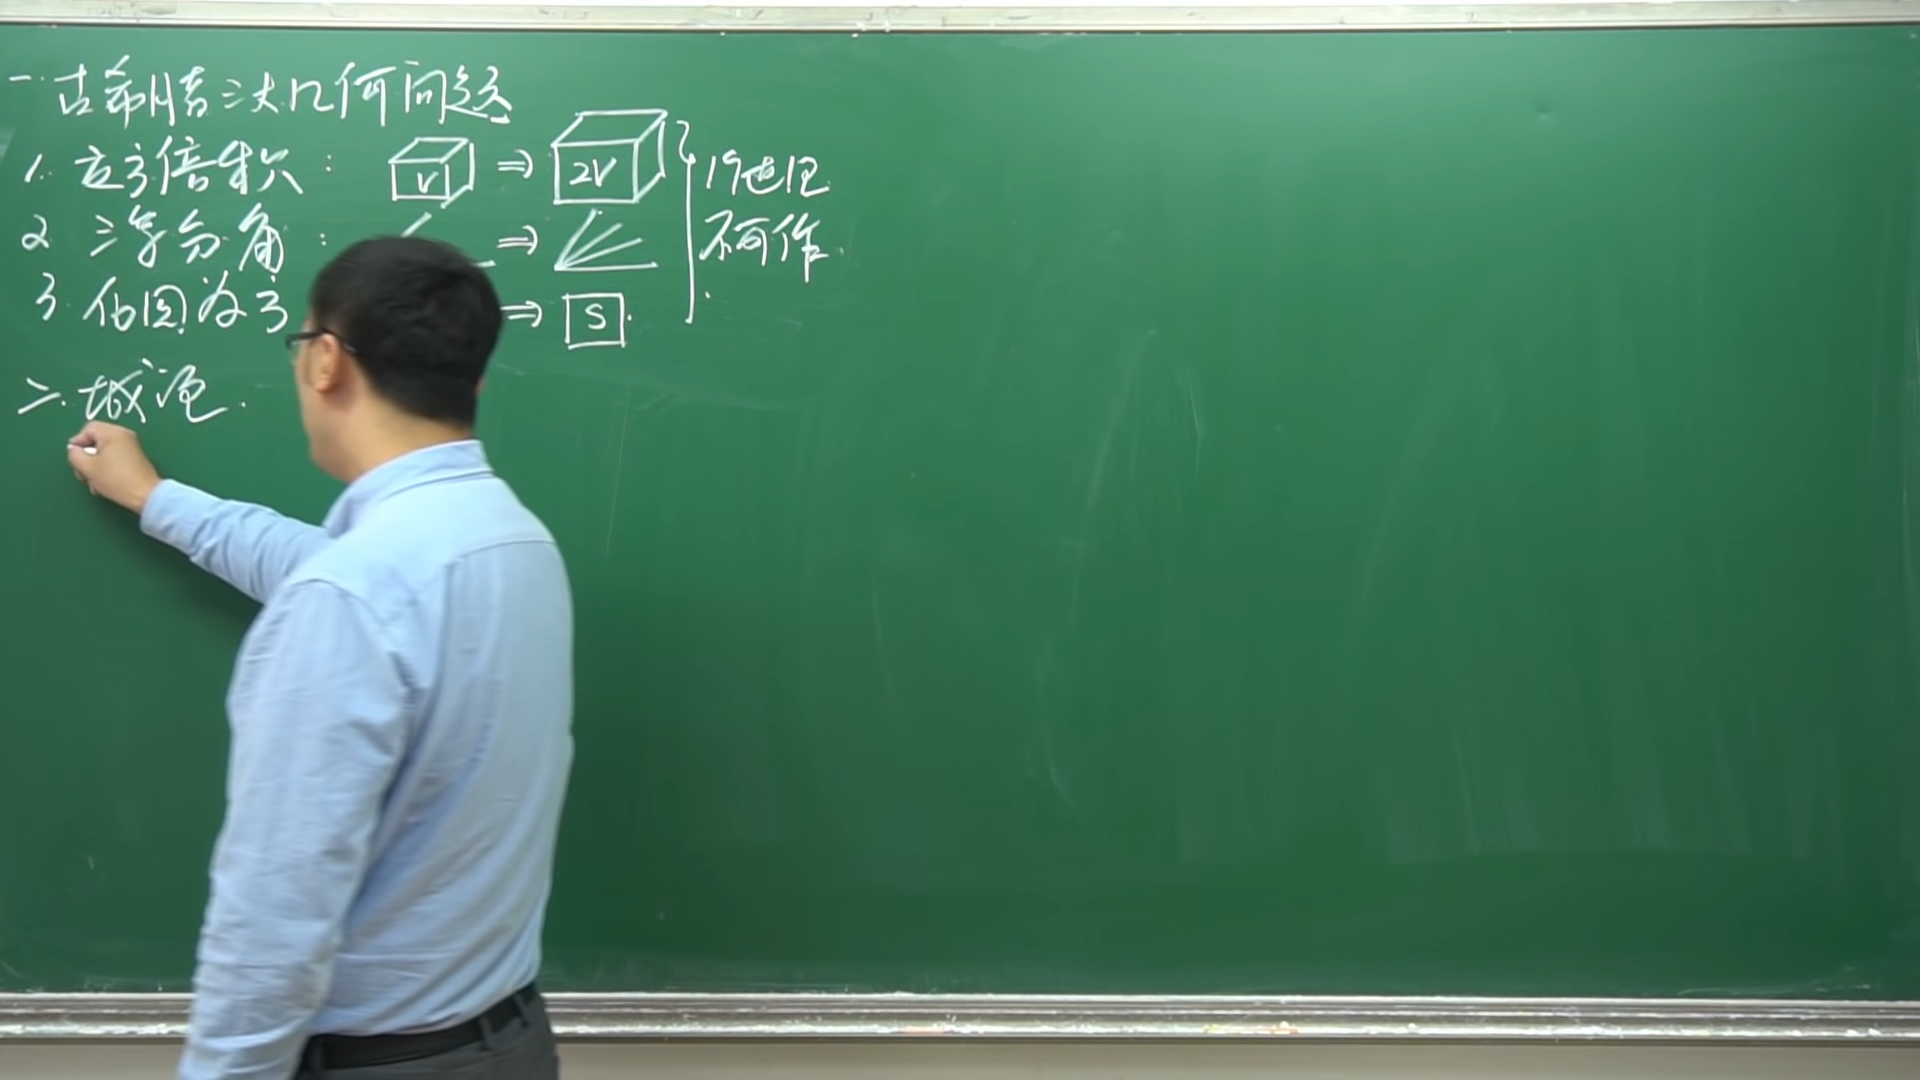 一.古希腊三大几何问题
1. 立方倍积: V ⇒ 2V
2 三等分角: ⇒
3. 化圆为方 ⇒ S.
19世纪
不可作.
二. 域论.